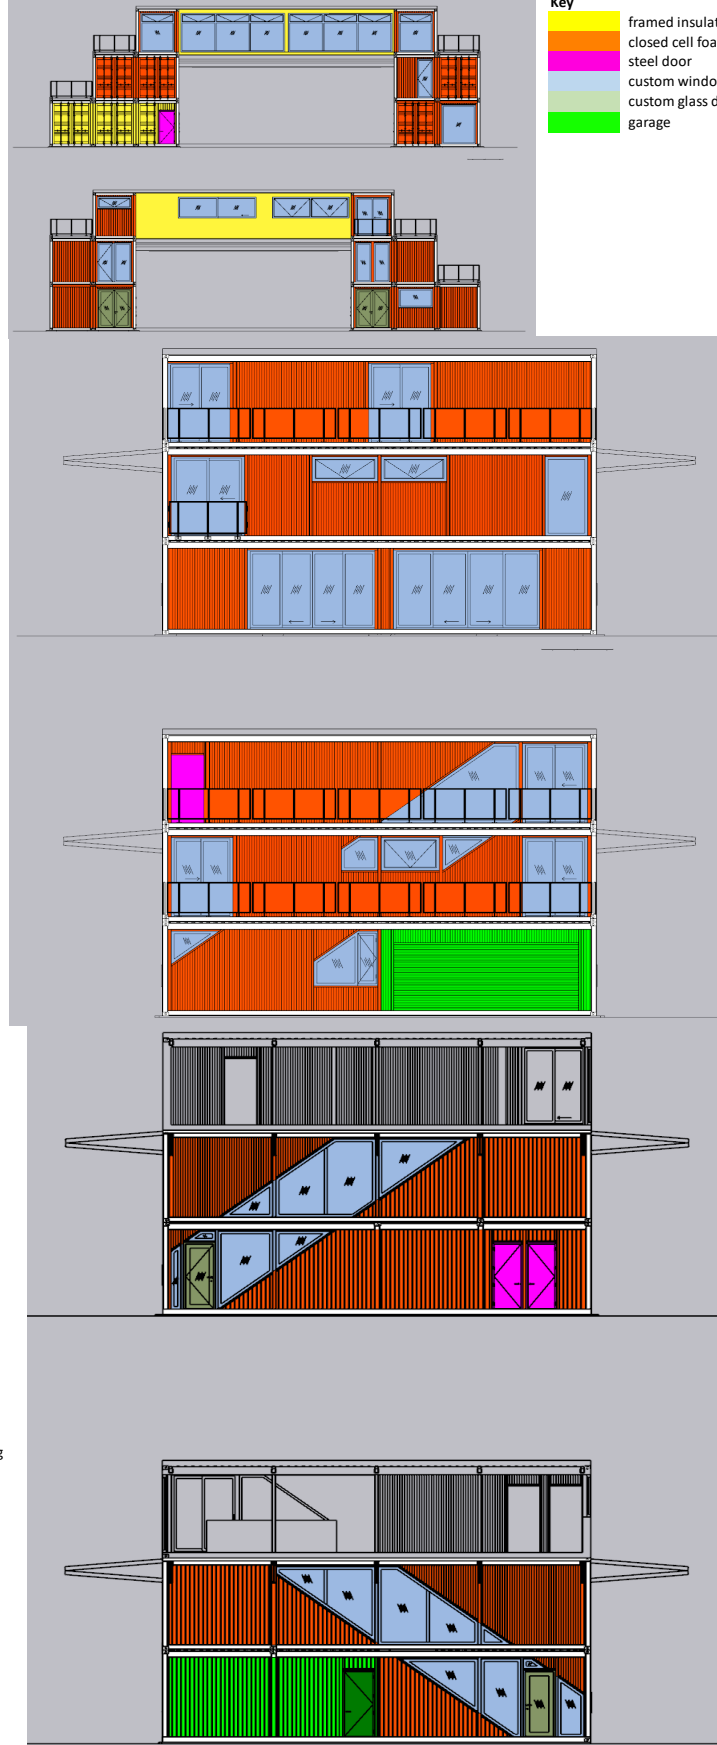 Key
framed insulat
closed cell foa
steel door
custom windo
custom glass d
garage
g